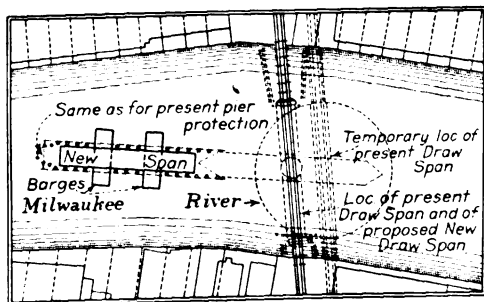 Same as for present pier
protection
New Span
Barges
Milwaukee River
Temporary loc of
present Draw
Span
Loc of present
Draw Span and of
proposed New
Draw Span